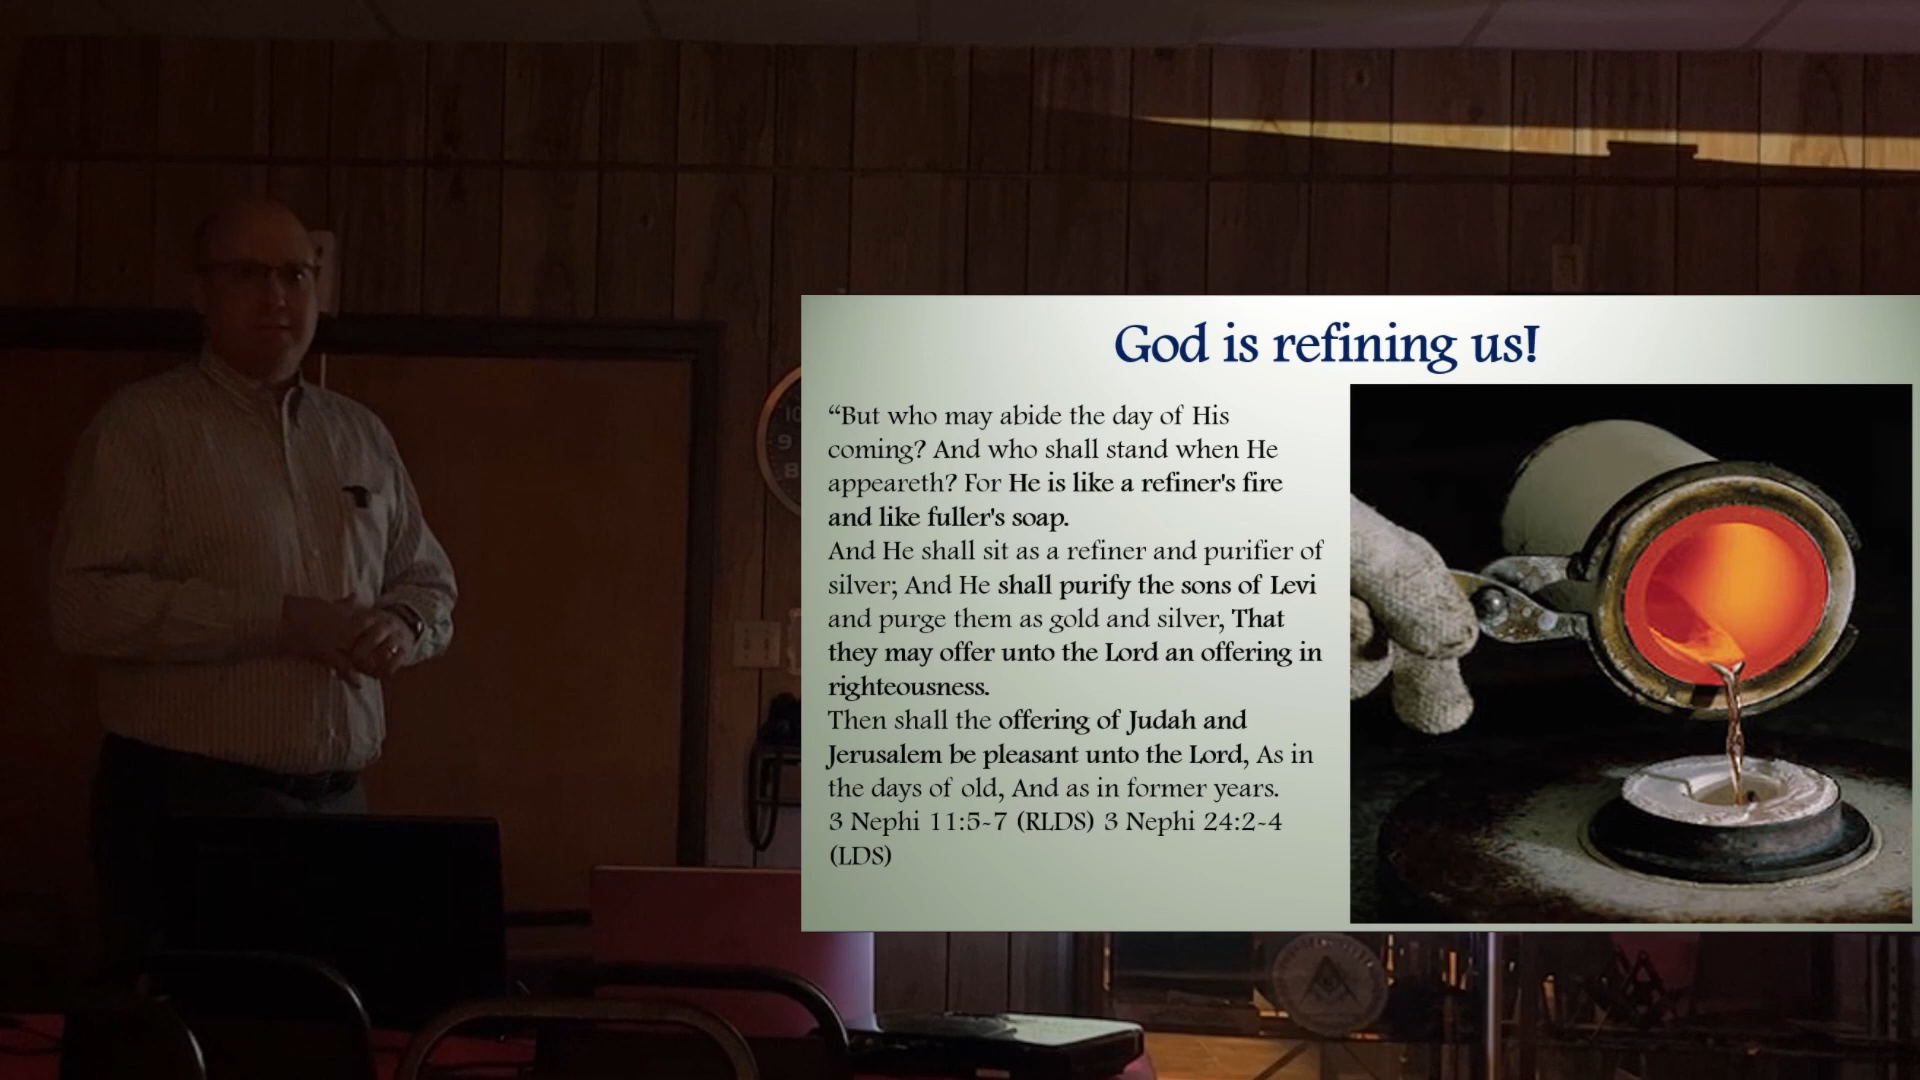 God is refining us!
“But who may abide the day of His
coming? And who shall stand when He
appeareth? For He is like a refiner's fire
and like fuller's soap.
And He shall sit as a refiner and purifier of
silver; And He shall purify the sons of Levi
and purge them as gold and silver, That
they may offer unto the Lord an offering in
righteousness.
Then shall the offering of Judah and
Jerusalem be pleasant unto the Lord, As in
the days of old, And as in former years.
3 Nephi 11:5-7 (RLDS) 3 Nephi 24:2-4
(LDS)
10
9
8